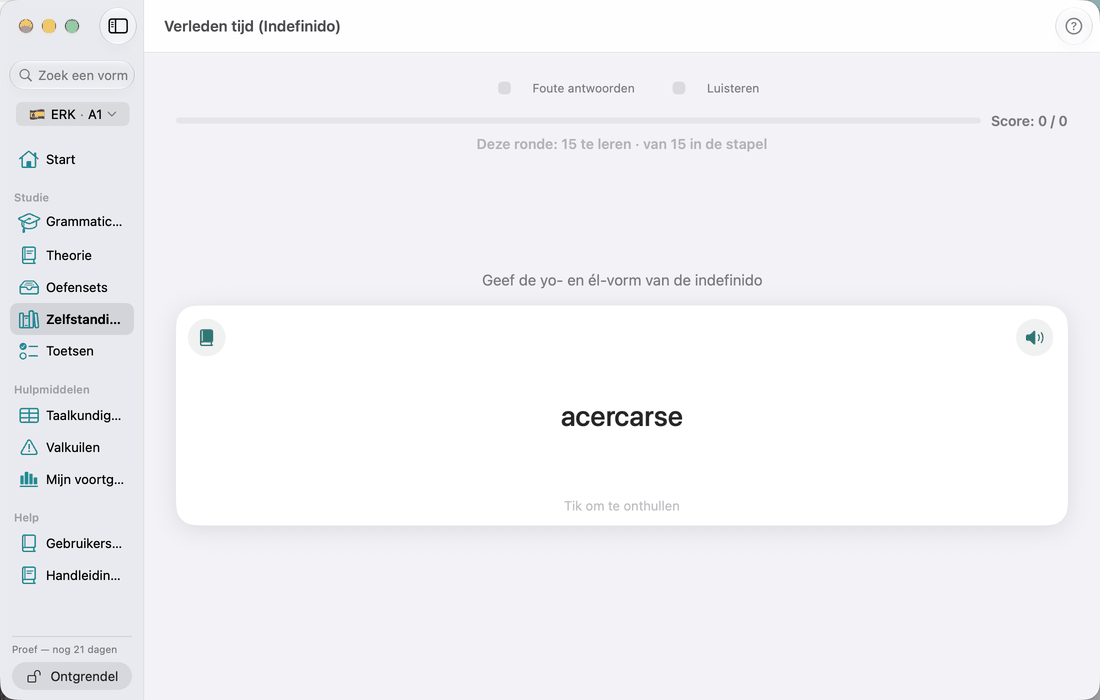 Verleden tijd (Indefinido)
Zoek een vorm
ERK · A1
Start
Studie
Grammatic...
Theorie
Oefensets
Zelfstandi...
Toetsen
Hulpmiddelen
Taalkundig...
Valkuilen
Mijn voortg...
Help
Gebruikers...
Handleidin...
Proef — nog 21 dagen
Ontgrendel
Foute antwoorden
Luisteren
Score: 0 / 0
Deze ronde: 15 te leren · van 15 in de stapel
Geef de yo- en él-vorm van de indefinido
acercarse
Tik om te onthullen